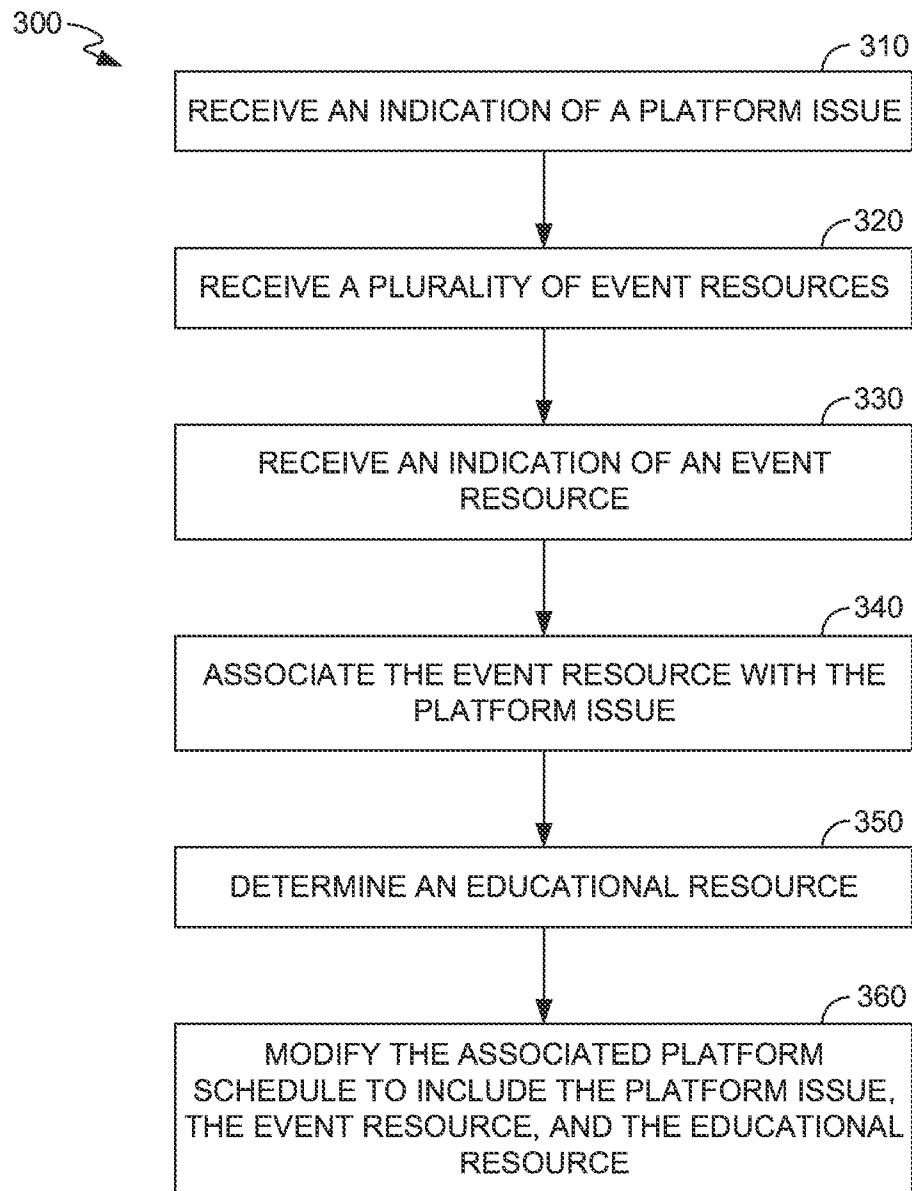 300
310
RECEIVE AN INDICATION OF A PLATFORM ISSUE
320
RECEIVE A PLURALITY OF EVENT RESOURCES
330
RECEIVE AN INDICATION OF AN EVENT
RESOURCE
340
ASSOCIATE THE EVENT RESOURCE WITH THE
PLATFORM ISSUE
350
DETERMINE AN EDUCATIONAL RESOURCE
360
MODIFY THE ASSOCIATED PLATFORM
SCHEDULE TO INCLUDE THE PLATFORM ISSUE,
THE EVENT RESOURCE, AND THE EDUCATIONAL
RESOURCE